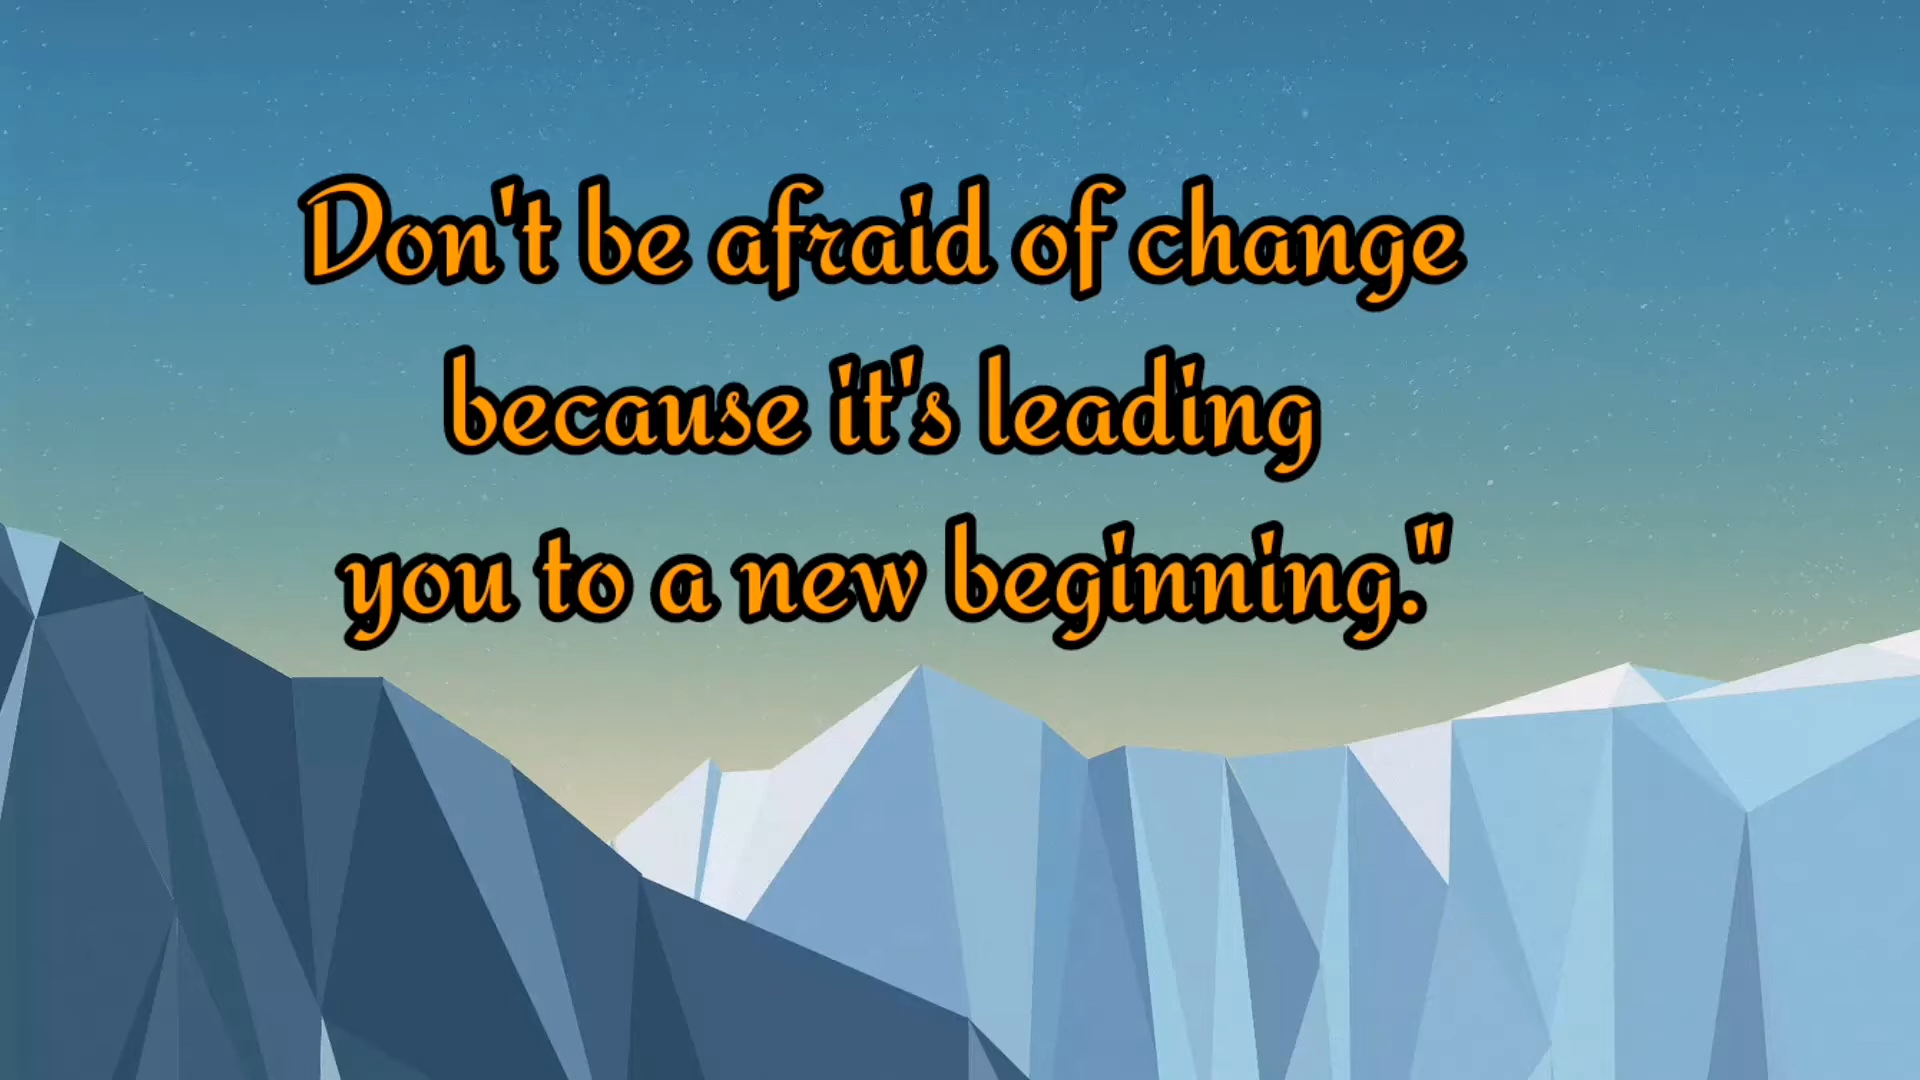 Don't be afraid of change
because it's leading
you to a new beginning."